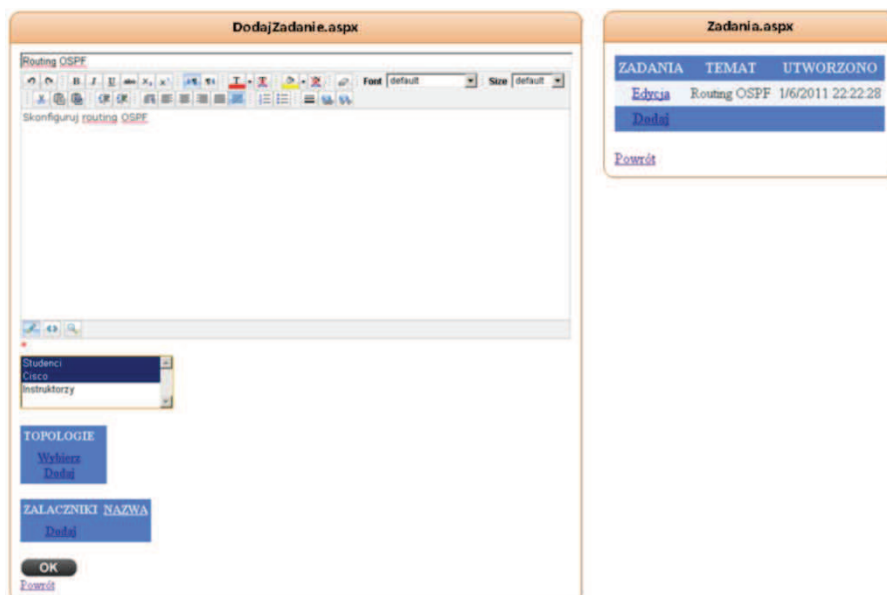 DodajZadanie.aspx
Routing OSPF
Font default Size default
Skonfiguruj routing OSPF
*
Studenci
Cisco
Instruktorzy
TOPOLOGIE
Wybierz
Dodaj
ZALACZNIKI NAZWA
Dodaj
OK
Powrót
Zadania.aspx
ZADANIA TEMAT UTWORZONO
Edycja Routing OSPF 1/6/2011 22:22:28
Dodaj
Powrót